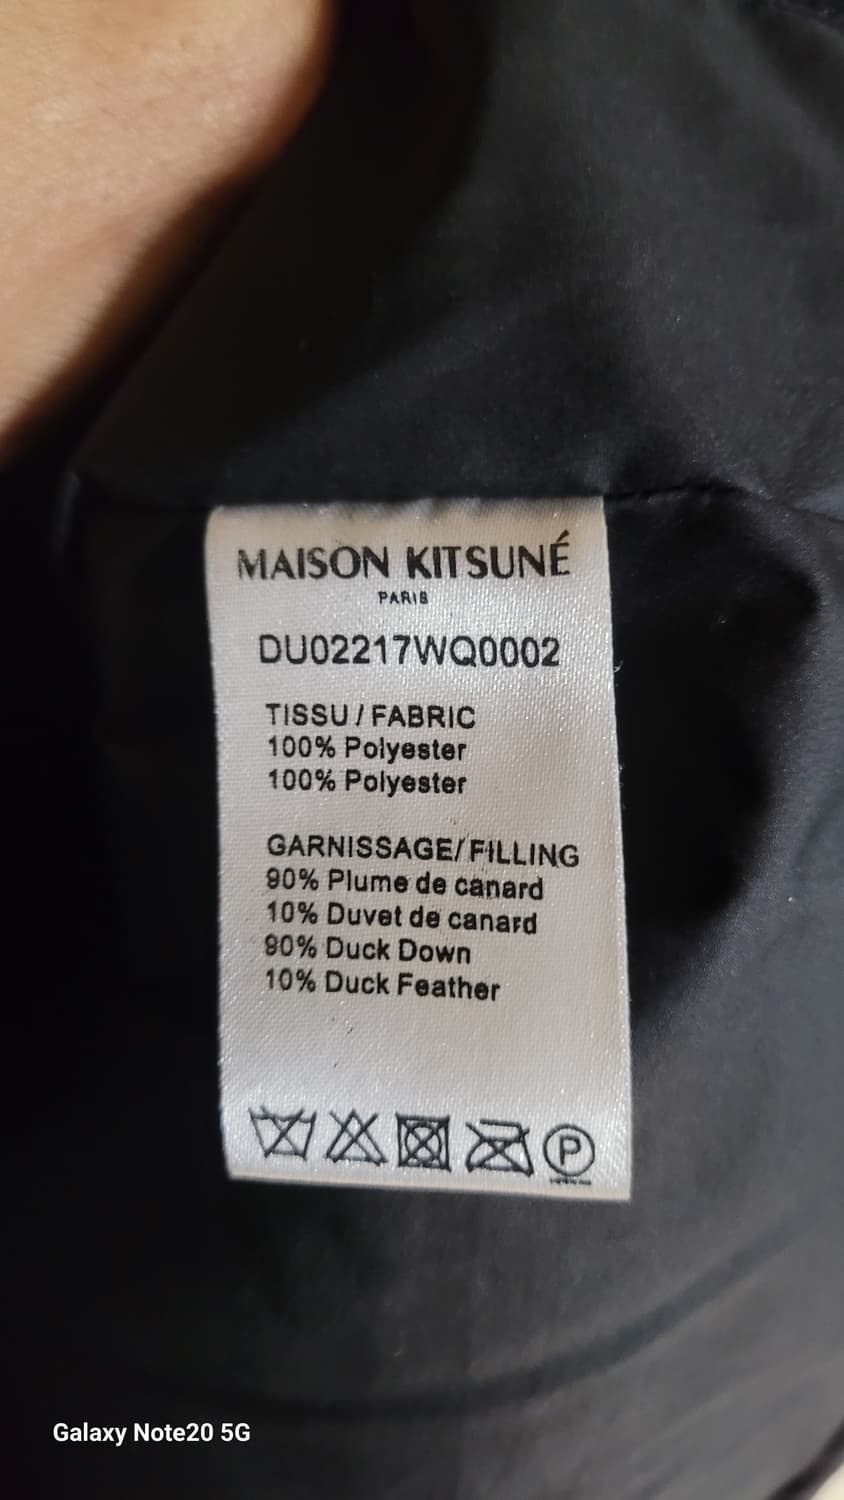 MAISON KITSUNÉ
PARIS
DU02217WQ0002
TISSU / FABRIC
100% Polyester
100% Polyester
GARNISSAGE/FILLING
90% Plume de canard
10% Duvet de canard
90% Duck Down
10% Duck Feather
P
Galaxy Note20 5G